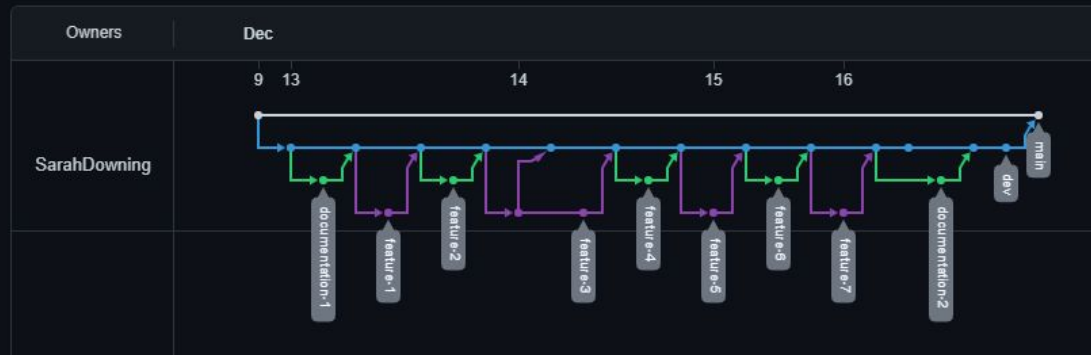 Owners
Dec
9 13 14 15 16
SarahDowning
documentation-1
feature-1
feature-2
feature-3
feature-4
feature-5
feature-6
feature-7
documentation-2
dev
main